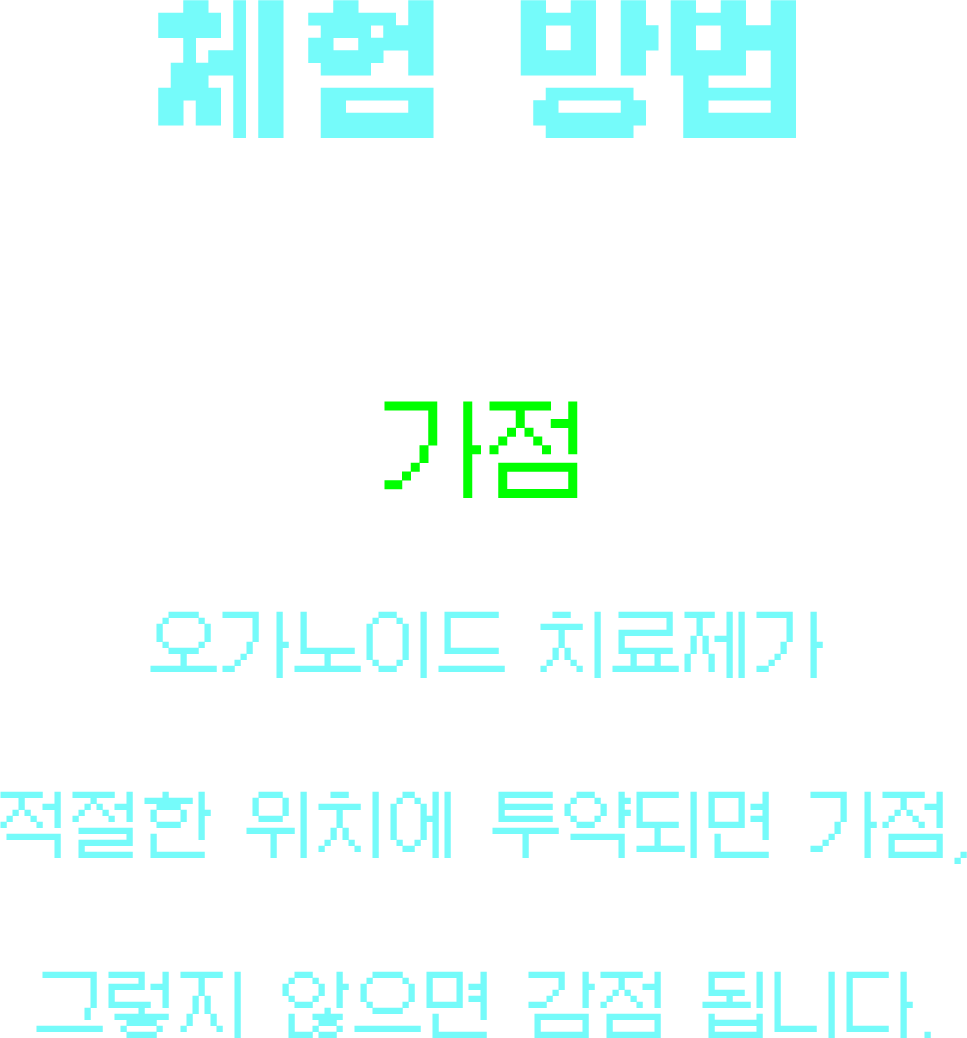 체험 방법
가점
오가노이드 치료제가
적절한 위치에 투약되면 가점,
그렇지 않으면 감점 됩니다.